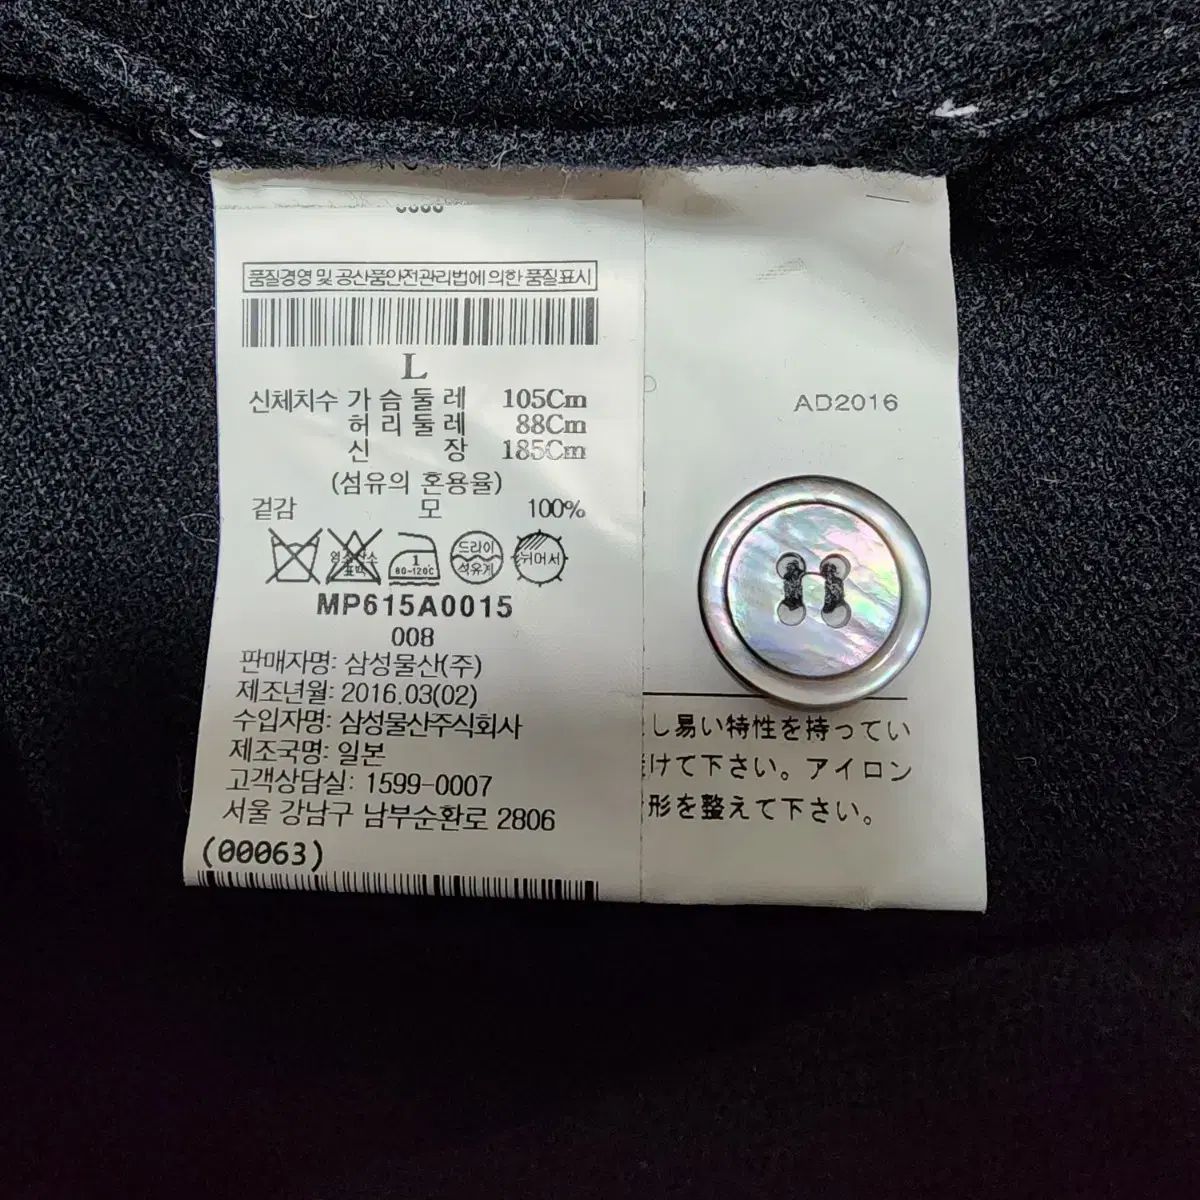 품질경영 및 공산품안전관리법에 의한 품질표시
L
신체치수 가슴둘레 105Cm
허리둘레 88Cm
신 장 185Cm
(섬유의 혼용율)
겉감 모 100%
1
80-120℃
드라이
석유계
뉘어서
MP615A0015
008
판매자명: 삼성물산(주)
제조년월: 2016.03(02)
수입자명: 삼성물산주식회사
제조국명: 일본
고객상담실: 1599-0007
서울 강남구 남부순환로 2806
(00063)
AD2016
し易い特性を持ってい
けて下さい。アイロン
形を整えて下さい。